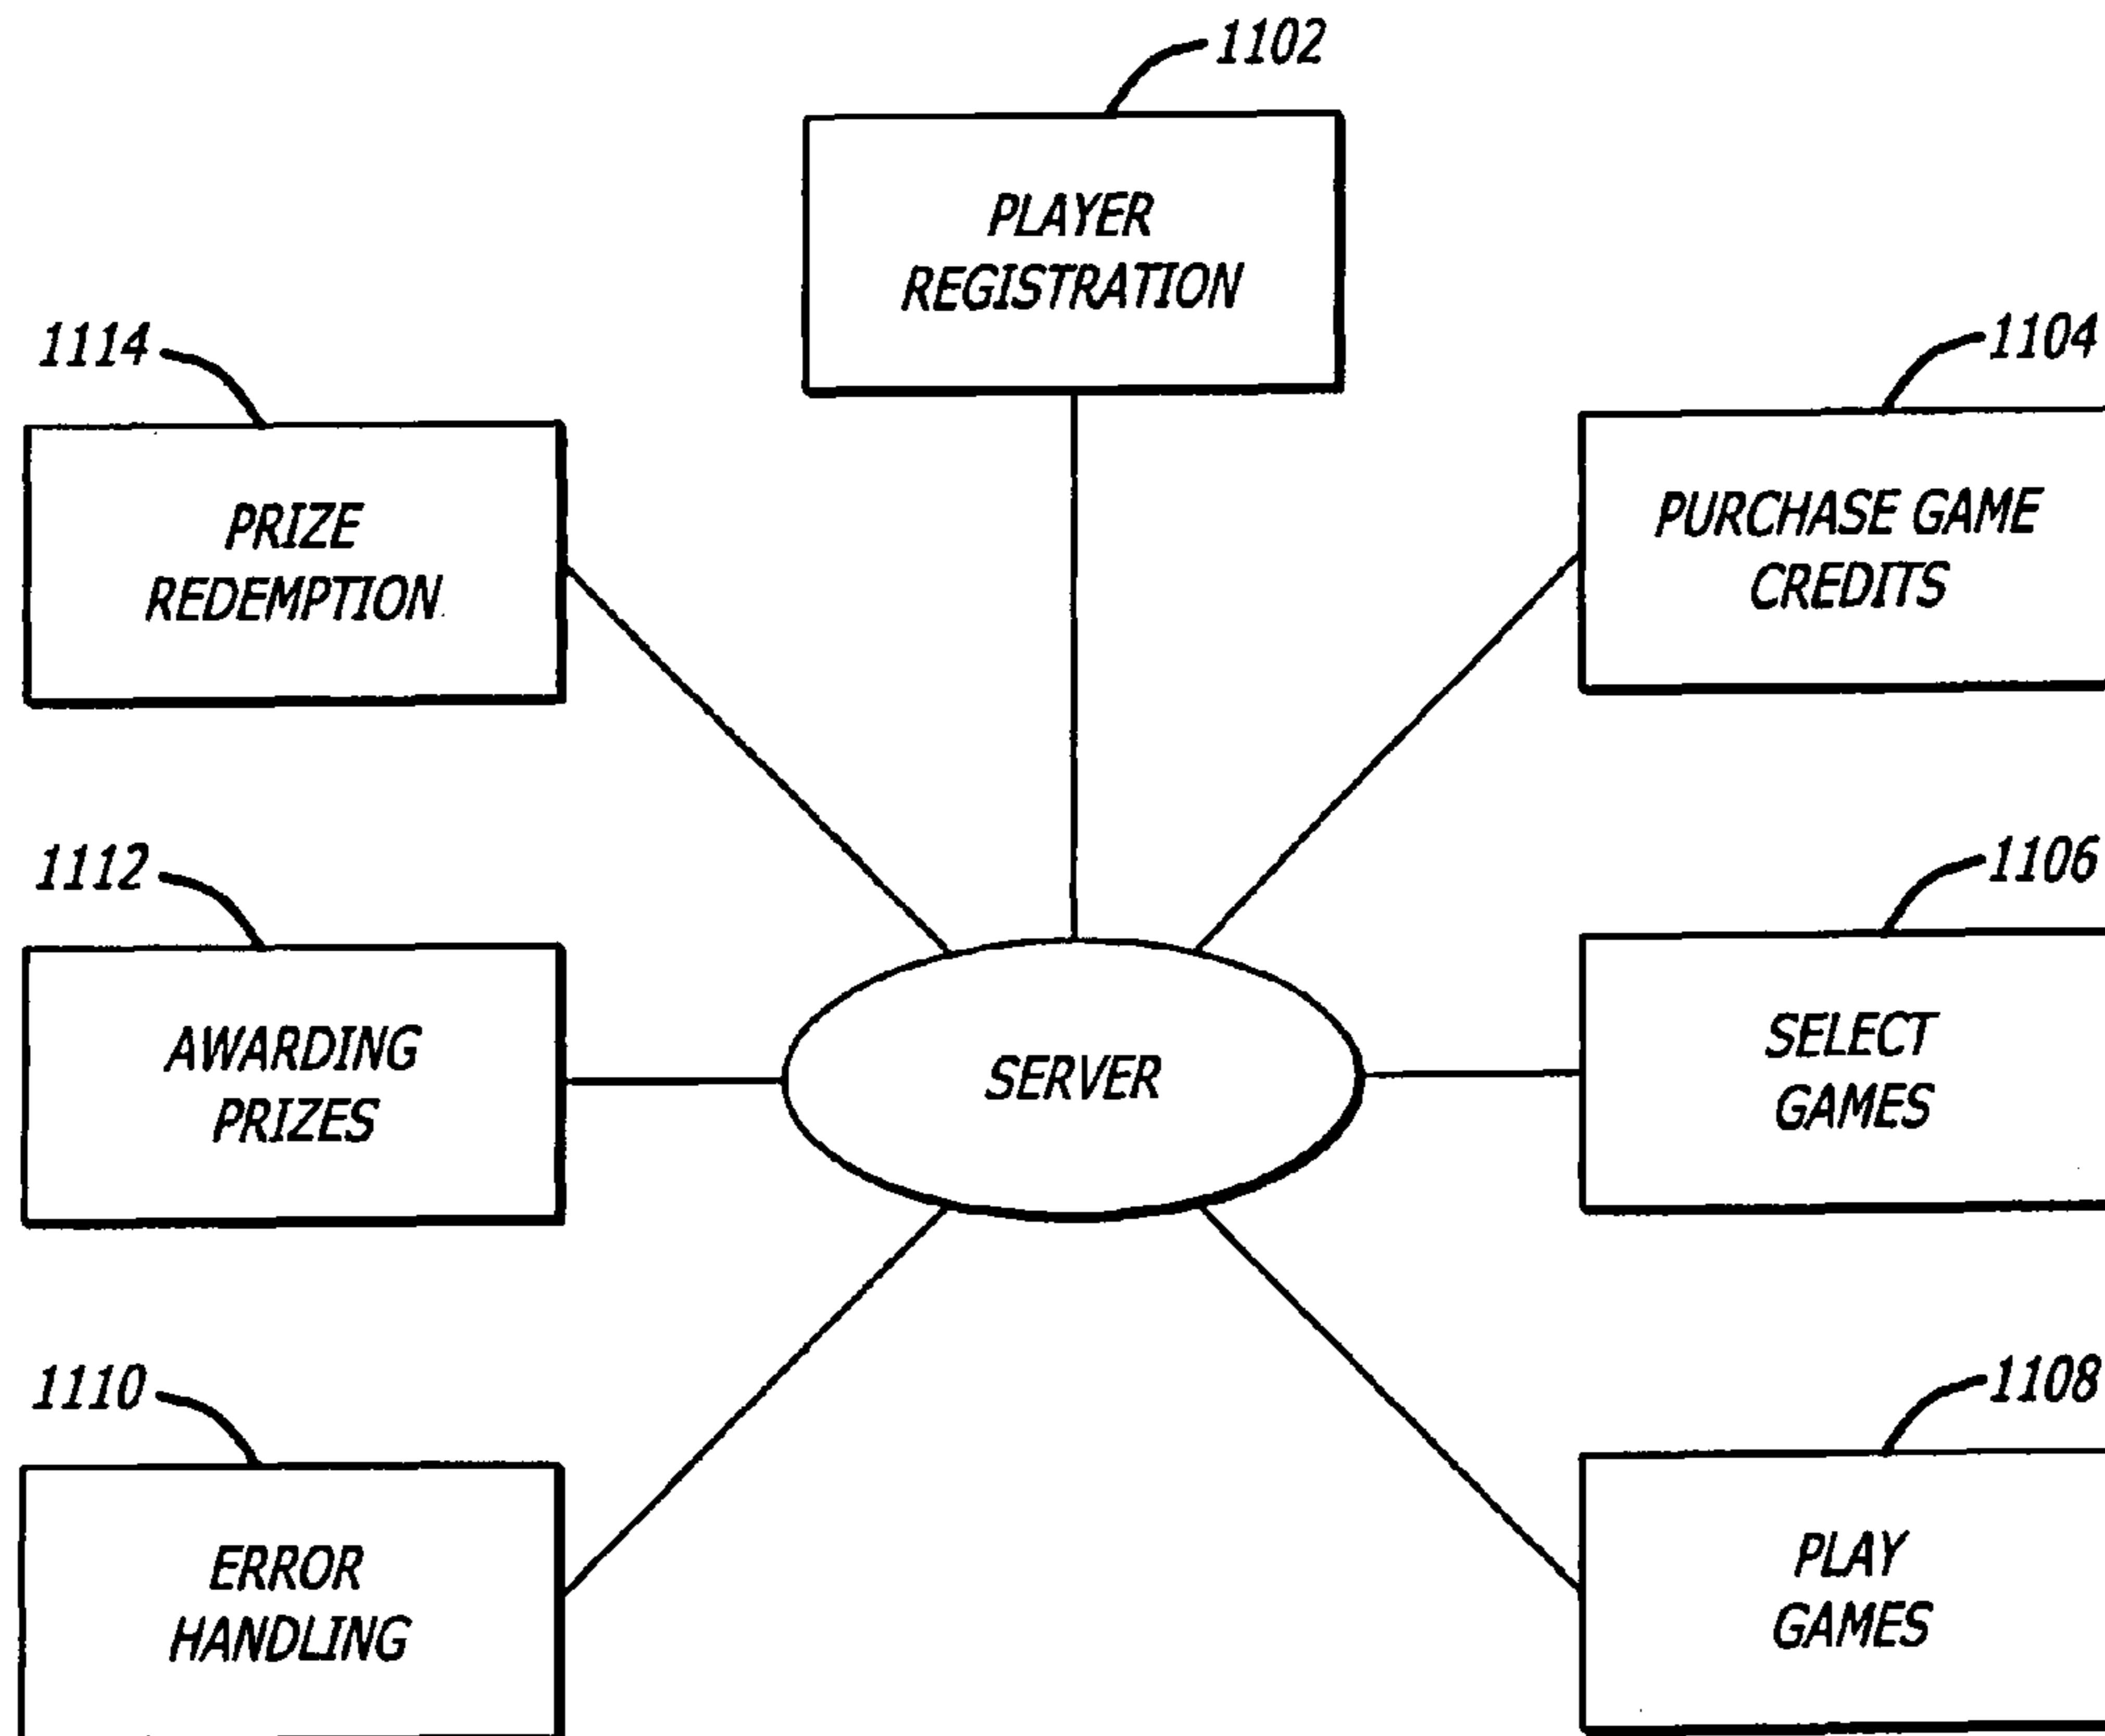 1102
PLAYER
REGISTRATION
1114
PRIZE
REDEMPTION
1104
PURCHASE GAME
CREDITS
1112
AWARDING
PRIZES
SERVER
1106
SELECT
GAMES
1110
ERROR
HANDLING
1108
PLAY
GAMES